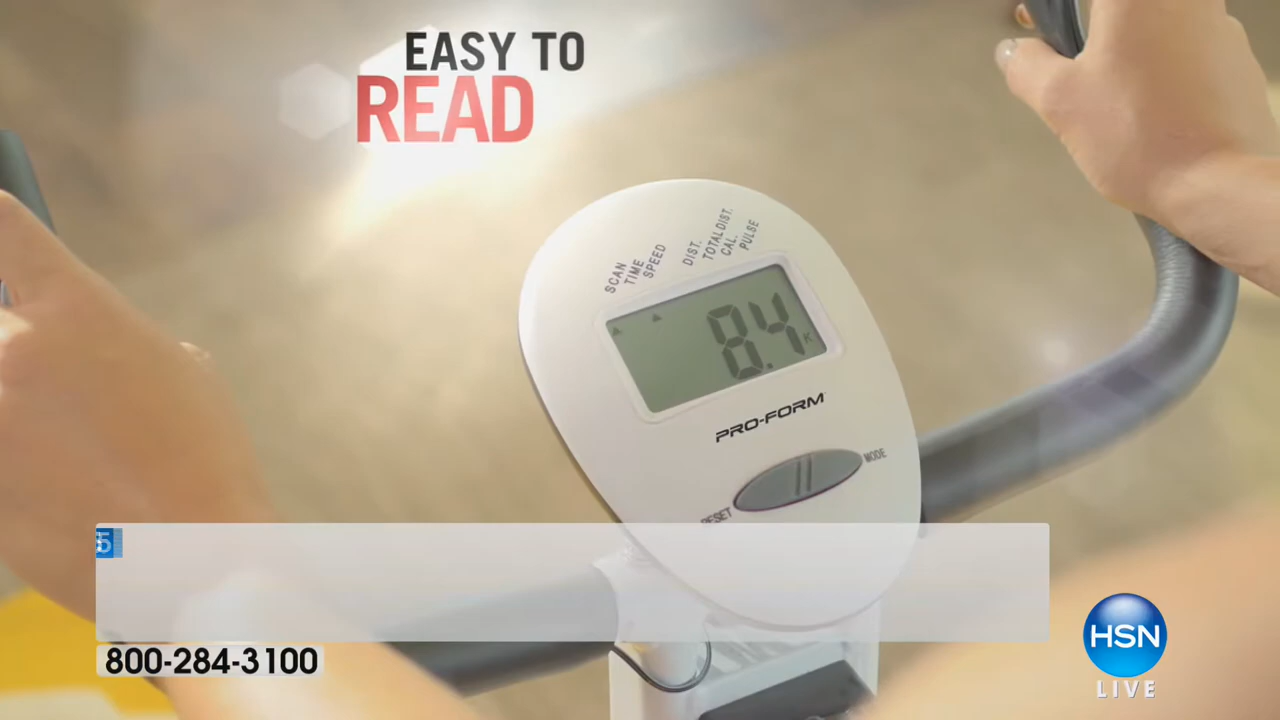 EASY TO
READ
SCAN
TIME
SPEED
DIST.
TOTAL DIST.
CAL.
PULSE
8.4 K
PRO-FORM
MODE
RESET
5
800-284-3100
HSN
LIVE